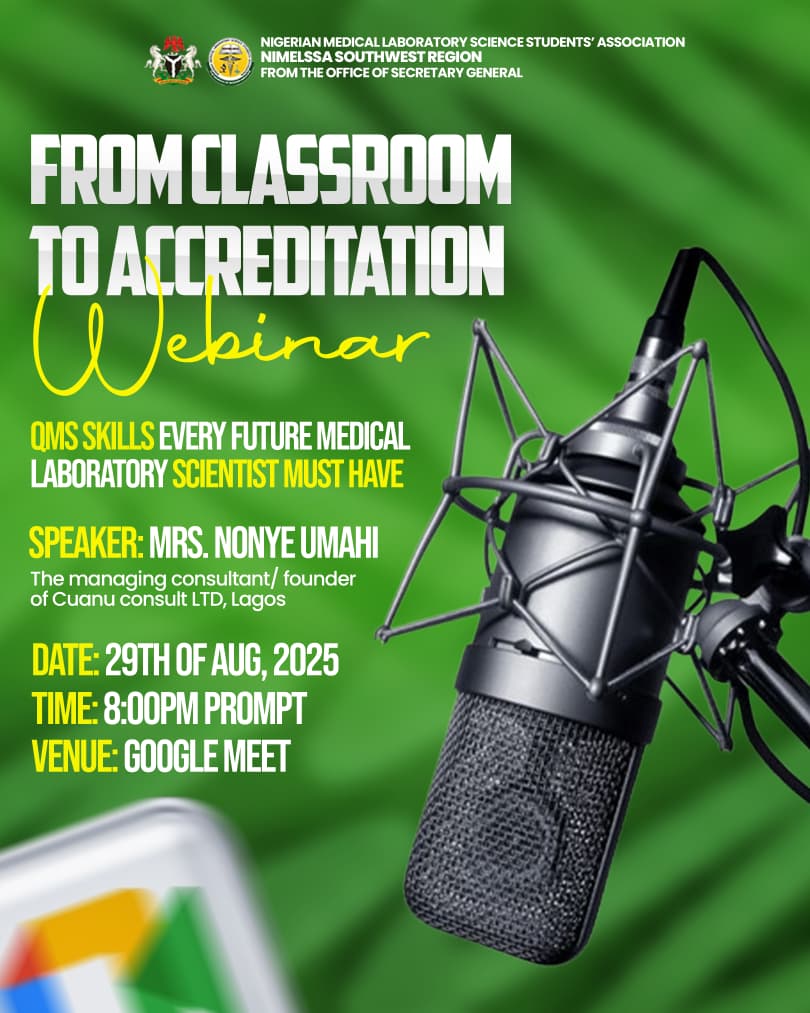 NIGERIAN MEDICAL LABORATORY SCIENCE STUDENTS' ASSOCIATION
NIMELSSA SOUTHWEST REGION
FROM THE OFFICE OF SECRETARY GENERAL
FROM CLASSROOM
TO ACCREDITATION
Webinar
QMS SKILLS EVERY FUTURE MEDICAL
LABORATORY SCIENTIST MUST HAVE
SPEAKER: MRS. NONYE UMAHI
The managing consultant/ founder
of Cuanu consult LTD, Lagos
DATE: 29TH OF AUG, 2025
TIME: 8:00PM PROMPT
VENUE: GOOGLE MEET